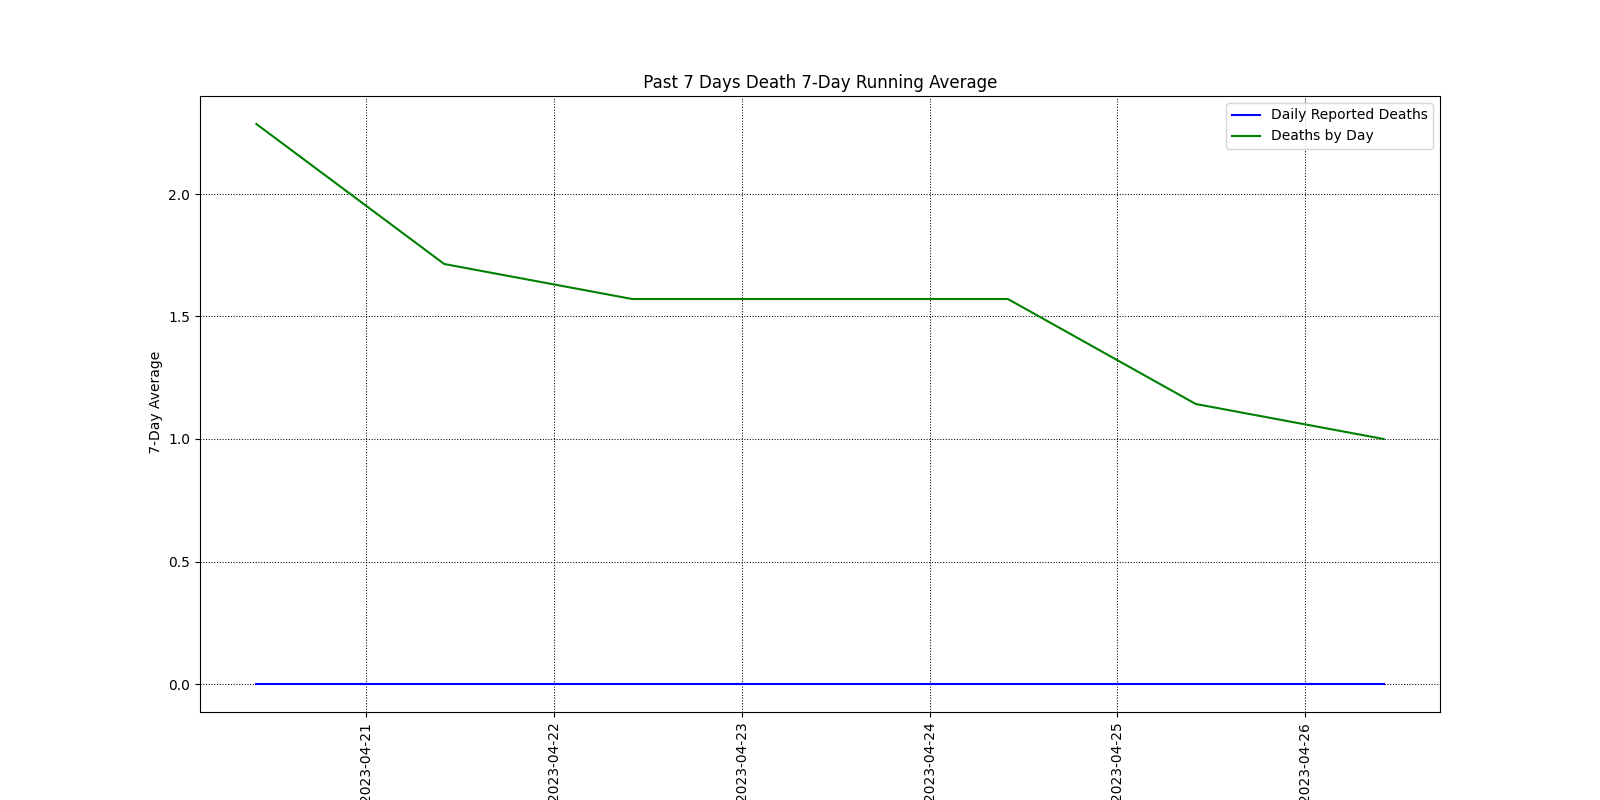 Past 7 Days Death 7-Day Running Average
Daily Reported Deaths
Deaths by Day
2.0
1.5
1.0
0.5
0.0
7-Day Average
2023-04-21
2023-04-22
2023-04-23
2023-04-24
2023-04-25
2023-04-26